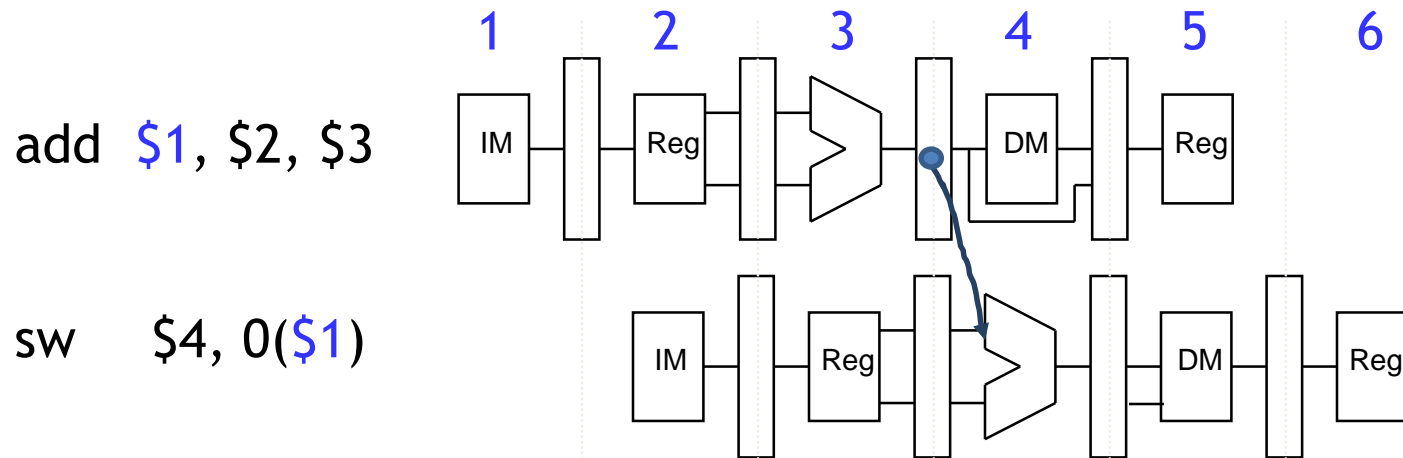 1 2 3 4 5 6
add $1, $2, $3
IM Reg DM Reg
sw $4, 0($1)
IM Reg DM Reg